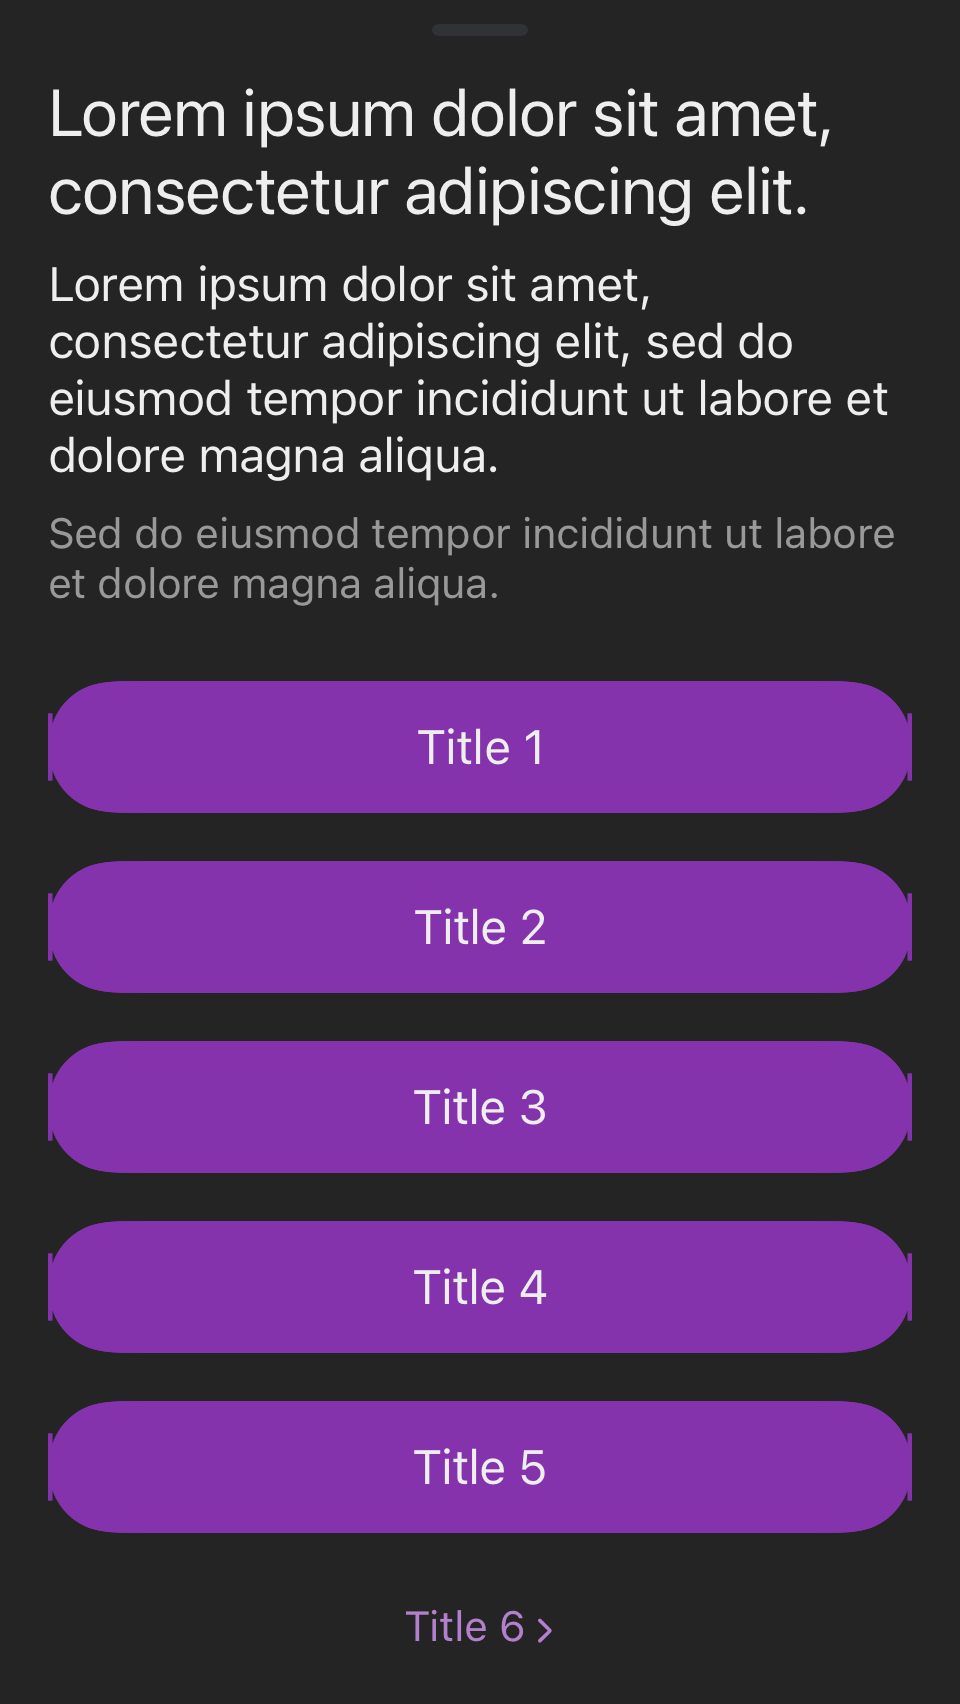 Lorem ipsum dolor sit amet,
consectetur adipiscing elit.
Lorem ipsum dolor sit amet,
consectetur adipiscing elit, sed do
eiusmod tempor incididunt ut labore et
dolore magna aliqua.
Sed do eiusmod tempor incididunt ut labore
et dolore magna aliqua.
Title 1
Title 2
Title 3
Title 4
Title 5
Title 6